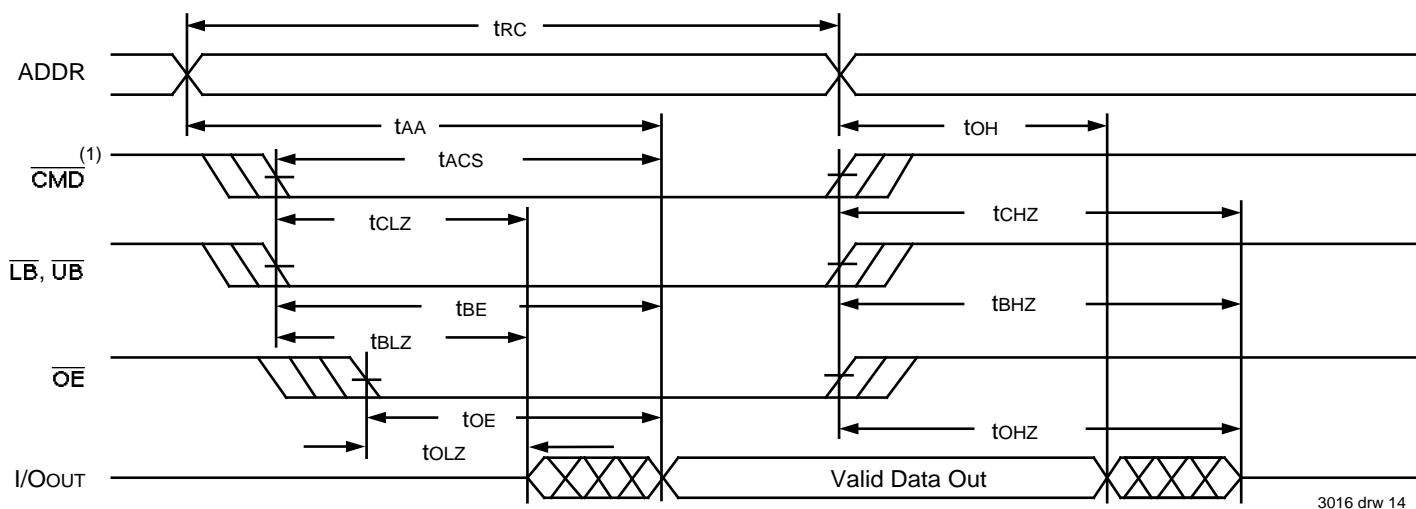 tRC
ADDR
tAA
tOH
CMD(1)
tACS
tCLZ
tCHZ
LB, UB
tBE
tBHZ
tBLZ
OE
tOE
tOHZ
tOLZ
I/OOUT
Valid Data Out
3016 drw 14